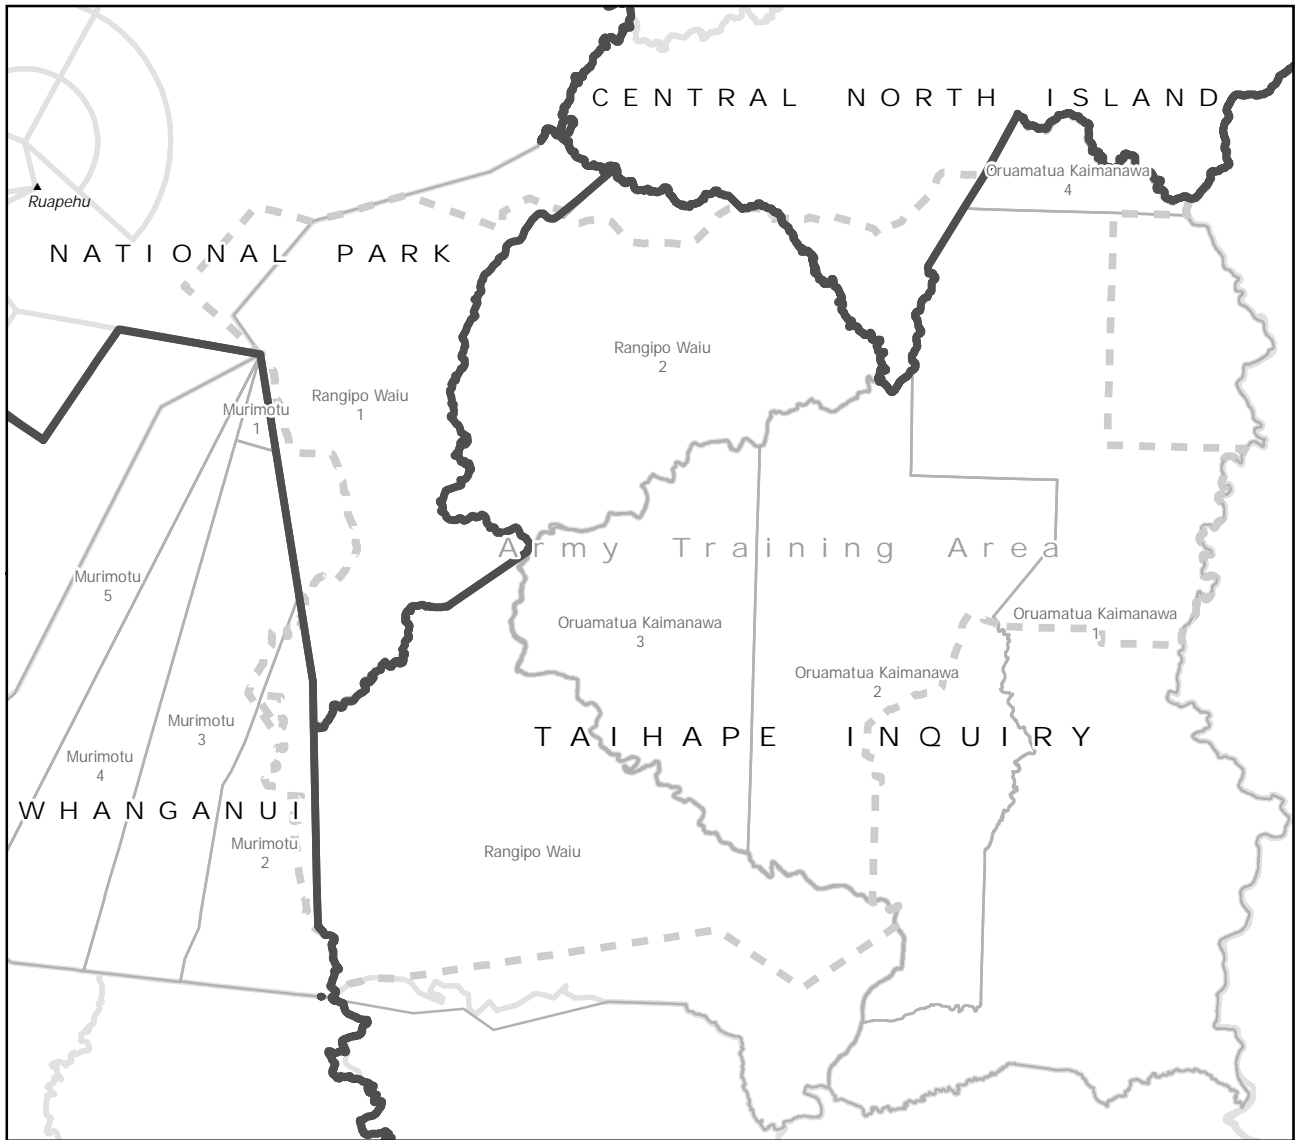 CENTRAL NORTH ISLAND
Oruamatua Kaimanawa
4
Ruapehu
NATIONAL PARK
Rangipo Waiu
2
Rangipo Waiu
1
Murimotu
1
Army Training Area
Murimotu
5
Oruamatua Kaimanawa
3
Oruamatua Kaimanawa
1
Oruamatua Kaimanawa
2
Murimotu
3
TAIHAPE INQUIRY
Murimotu
4
WHANGANUI
Murimotu
2
Rangipo Waiu